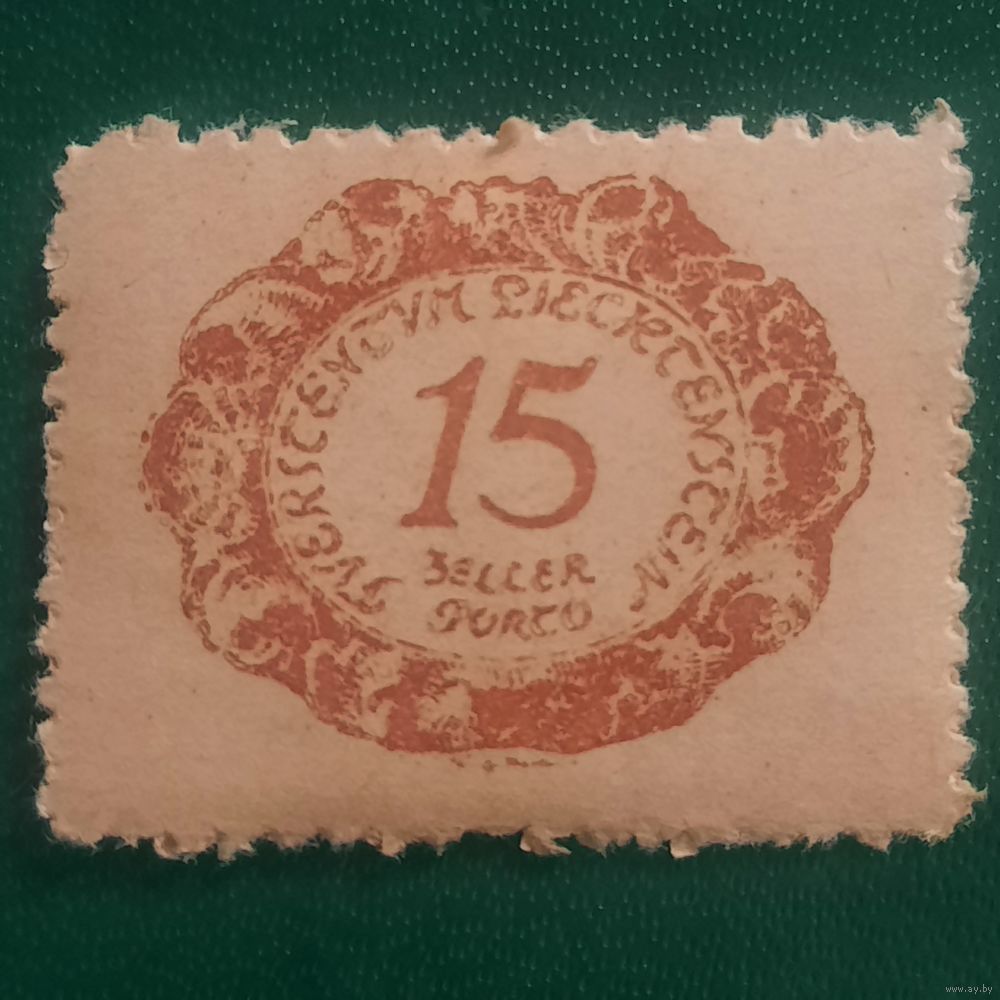 FVERSTENTVM LIECHTENSTEIN
15
HELLER
PORTO
www.ay.by